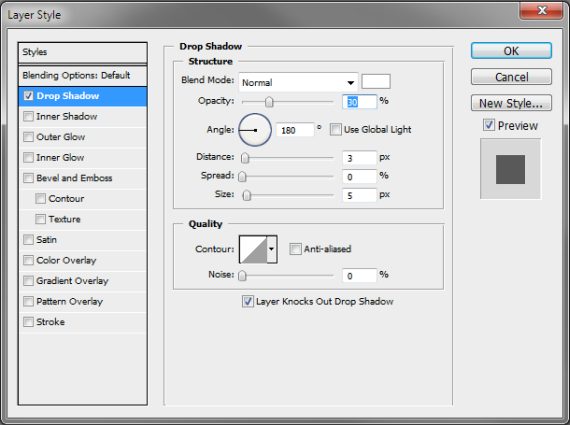 Layer Style
Styles
Blending Options: Default
Drop Shadow
Inner Shadow
Outer Glow
Inner Glow
Bevel and Emboss
Contour
Texture
Satin
Color Overlay
Gradient Overlay
Pattern Overlay
Stroke
Drop Shadow
Structure
Blend Mode: Normal
Opacity: 30 %
Angle: 180 ° Use Global Light
Distance: 3 px
Spread: 0 %
Size: 5 px
Quality
Contour: Anti-aliased
Noise: 0 %
Layer Knocks Out Drop Shadow
OK
Cancel
New Style...
Preview